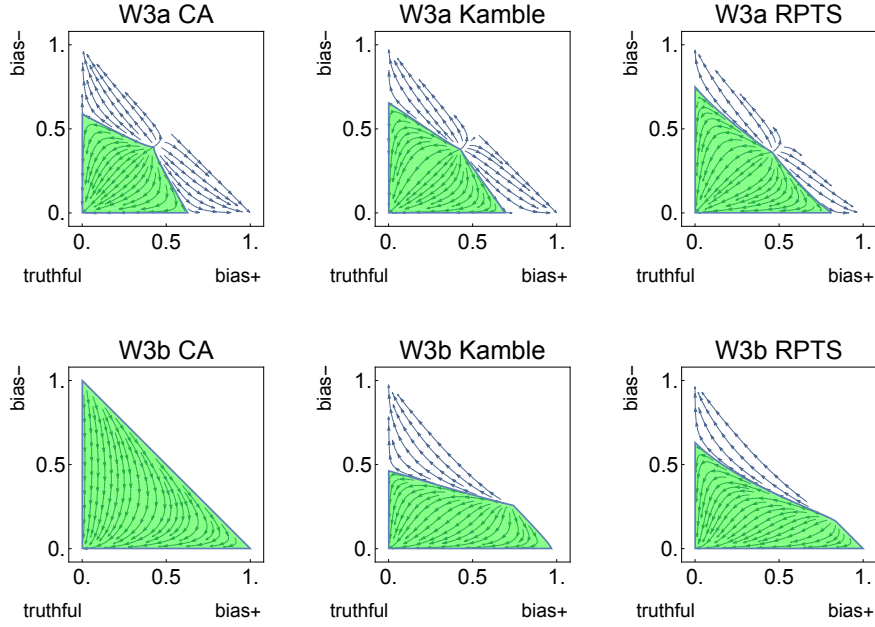 W3a CA
bias−
1.
0.5
0.
0.
0.5
1.
truthful
bias+
W3a Kamble
bias−
1.
0.5
0.
0.
0.5
1.
truthful
bias+
W3a RPTS
bias−
1.
0.5
0.
0.
0.5
1.
truthful
bias+
W3b CA
bias−
1.
0.5
0.
0.
0.5
1.
truthful
bias+
W3b Kamble
bias−
1.
0.5
0.
0.
0.5
1.
truthful
bias+
W3b RPTS
bias−
1.
0.5
0.
0.
0.5
1.
truthful
bias+